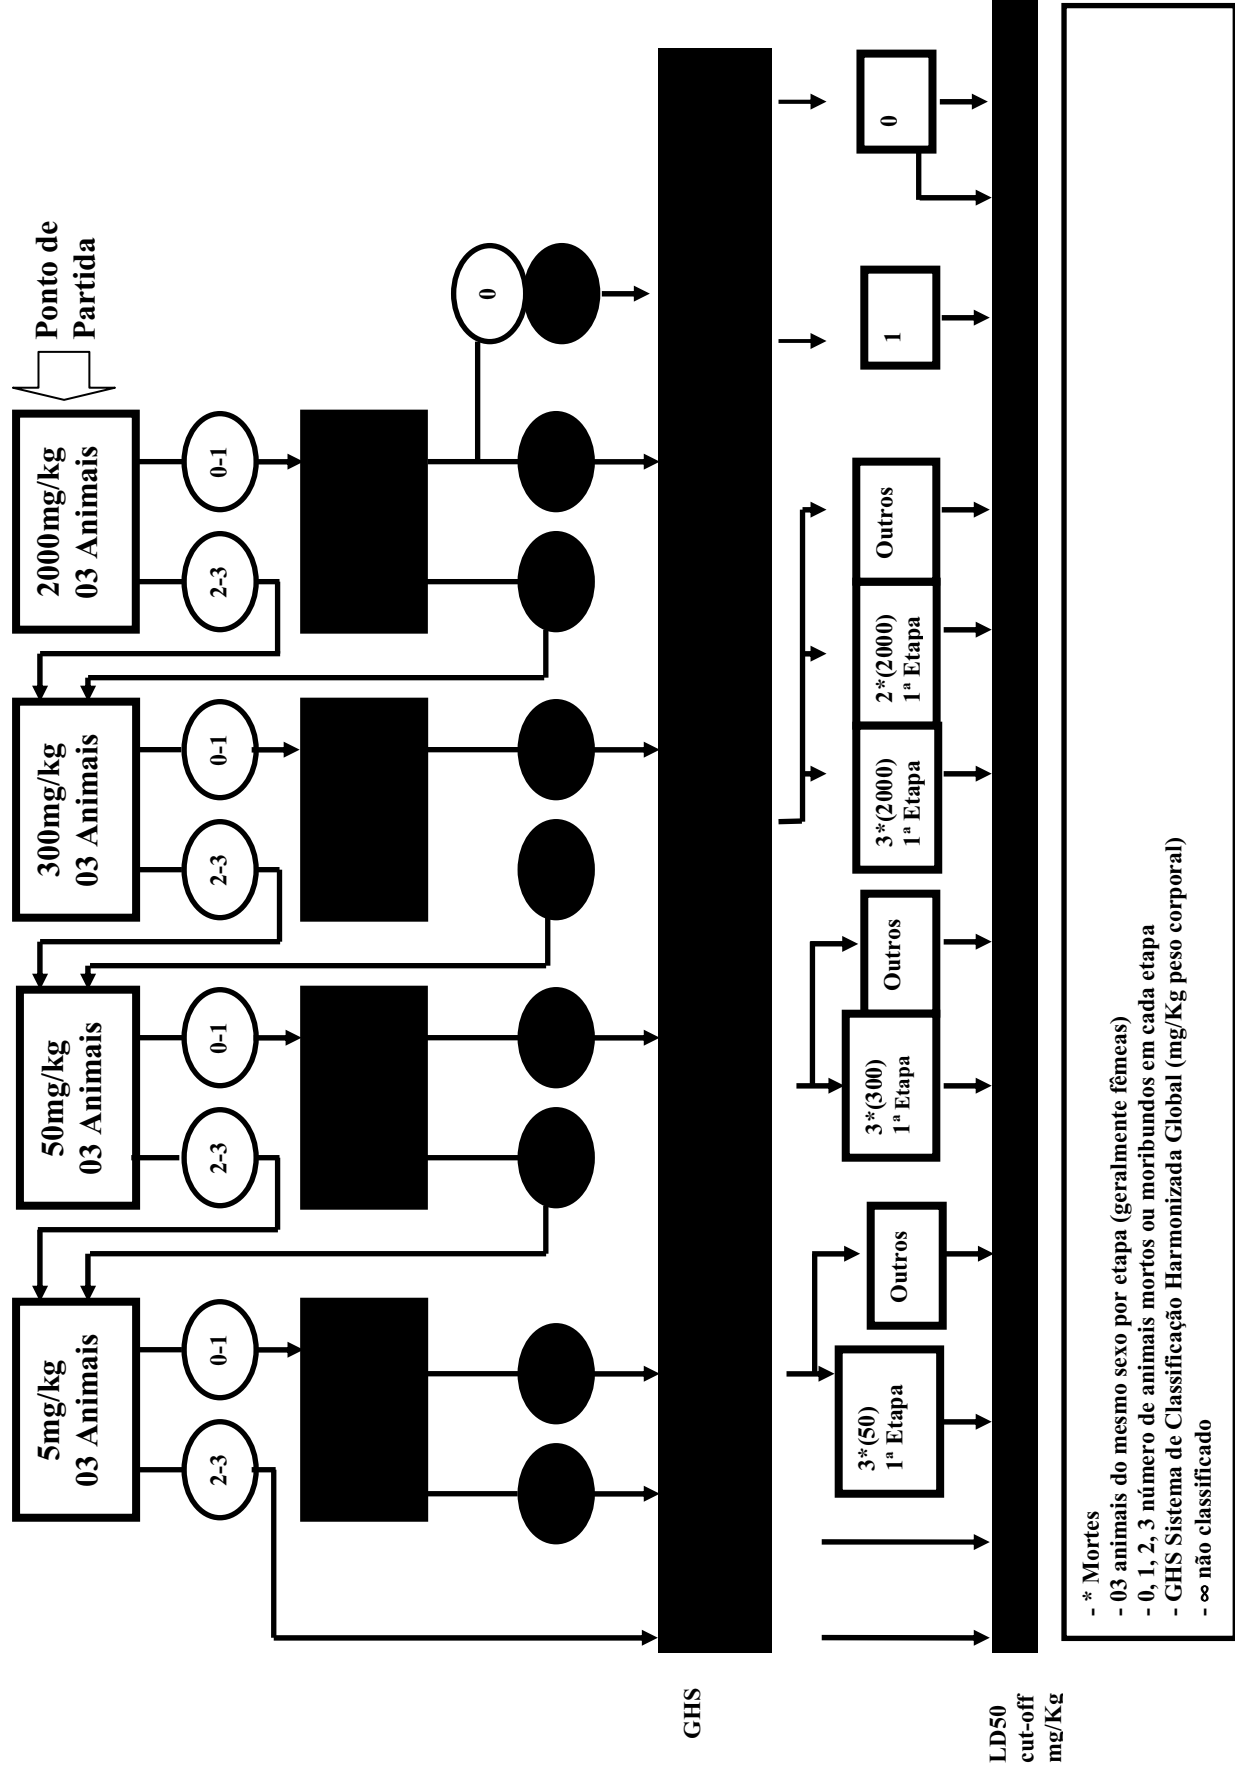 5mg/kg
03 Animais
50mg/kg
03 Animais
300mg/kg
03 Animais
2000mg/kg
03 Animais
Ponto de
Partida
2-3
0-1
2-3
0-1
2-3
0-1
2-3
0-1
0
GHS
3*(50)
1ª Etapa
Outros
3*(300)
1ª Etapa
Outros
3*(2000)
1ª Etapa
2*(2000)
1ª Etapa
Outros
1
0
LD50
cut-off
mg/Kg
- * Mortes
- 03 animais do mesmo sexo por etapa (geralmente fêmeas)
- 0, 1, 2, 3 número de animais mortos ou moribundos em cada etapa
- GHS Sistema de Classificação Harmonizada Global (mg/Kg peso corporal)
- ∞ não classificado